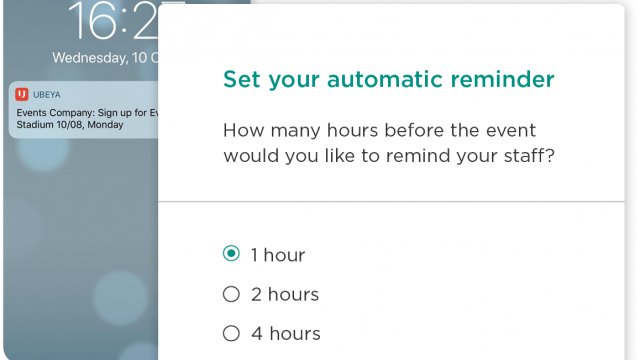 16:2
Wednesday, 10
UBEYA
Events Company: Sign up for
Stadium 10/08, Monday
Set your automatic reminder
How many hours before the event
would you like to remind your staff?
1 hour
2 hours
4 hours